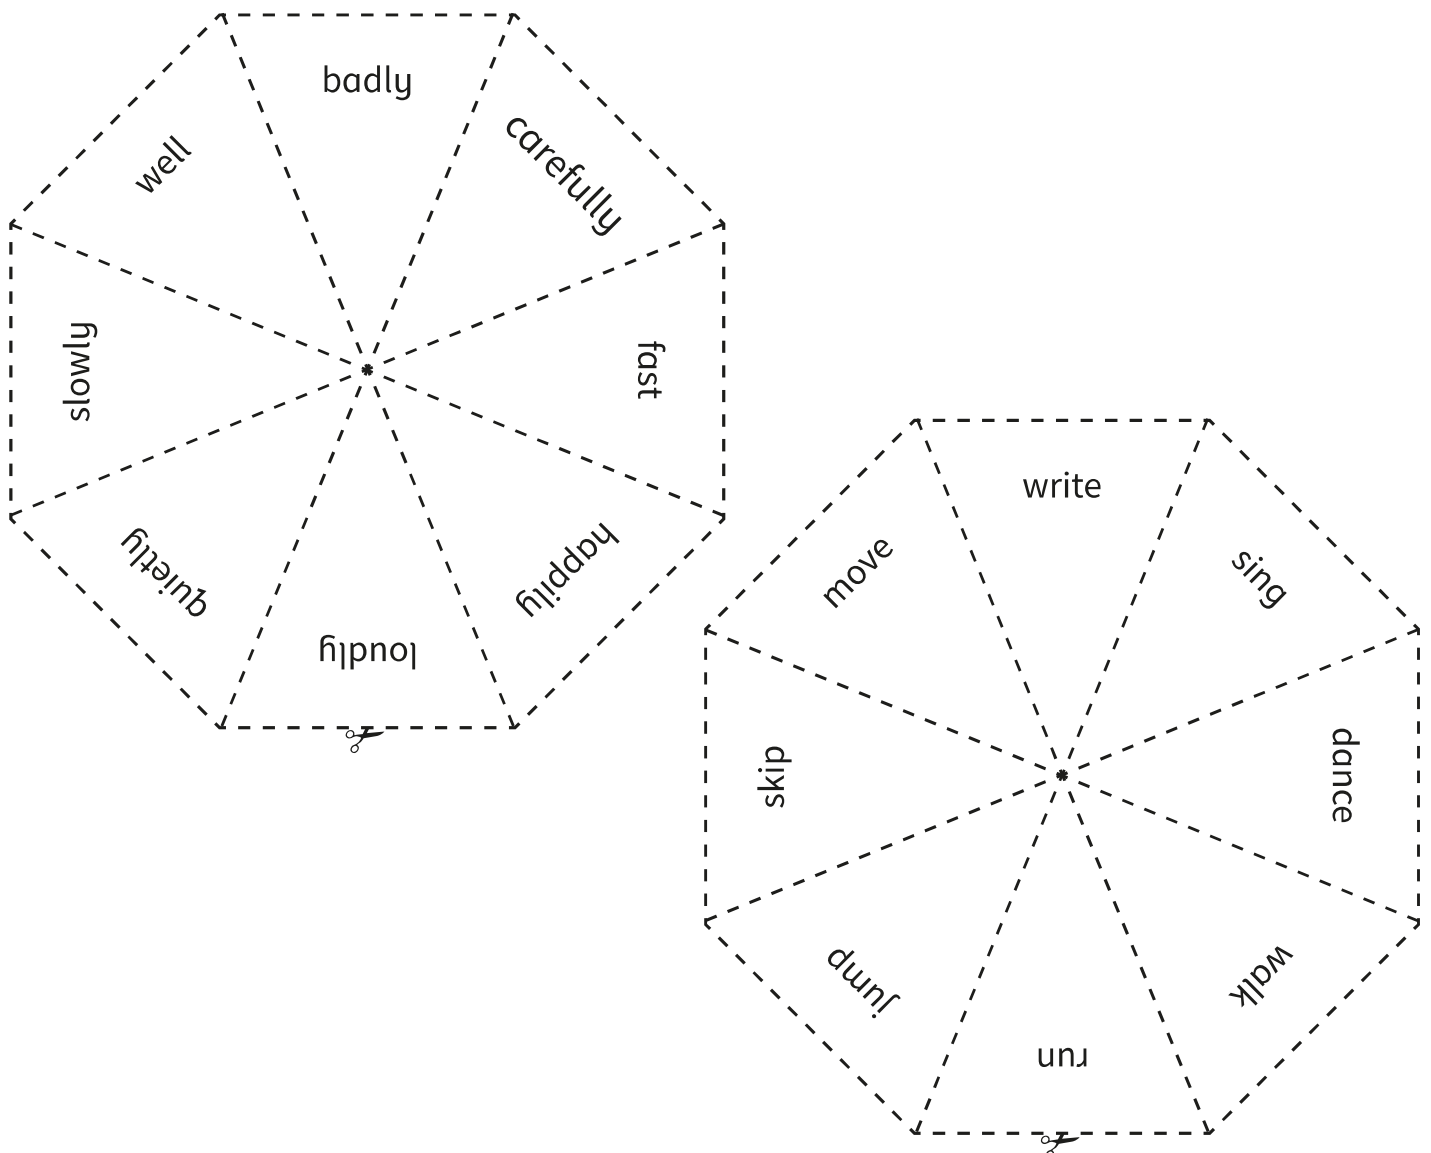 badly
carefully
fast
happily
loudly
quietly
slowly
well
write
sing
dance
walk
run
jump
skip
move